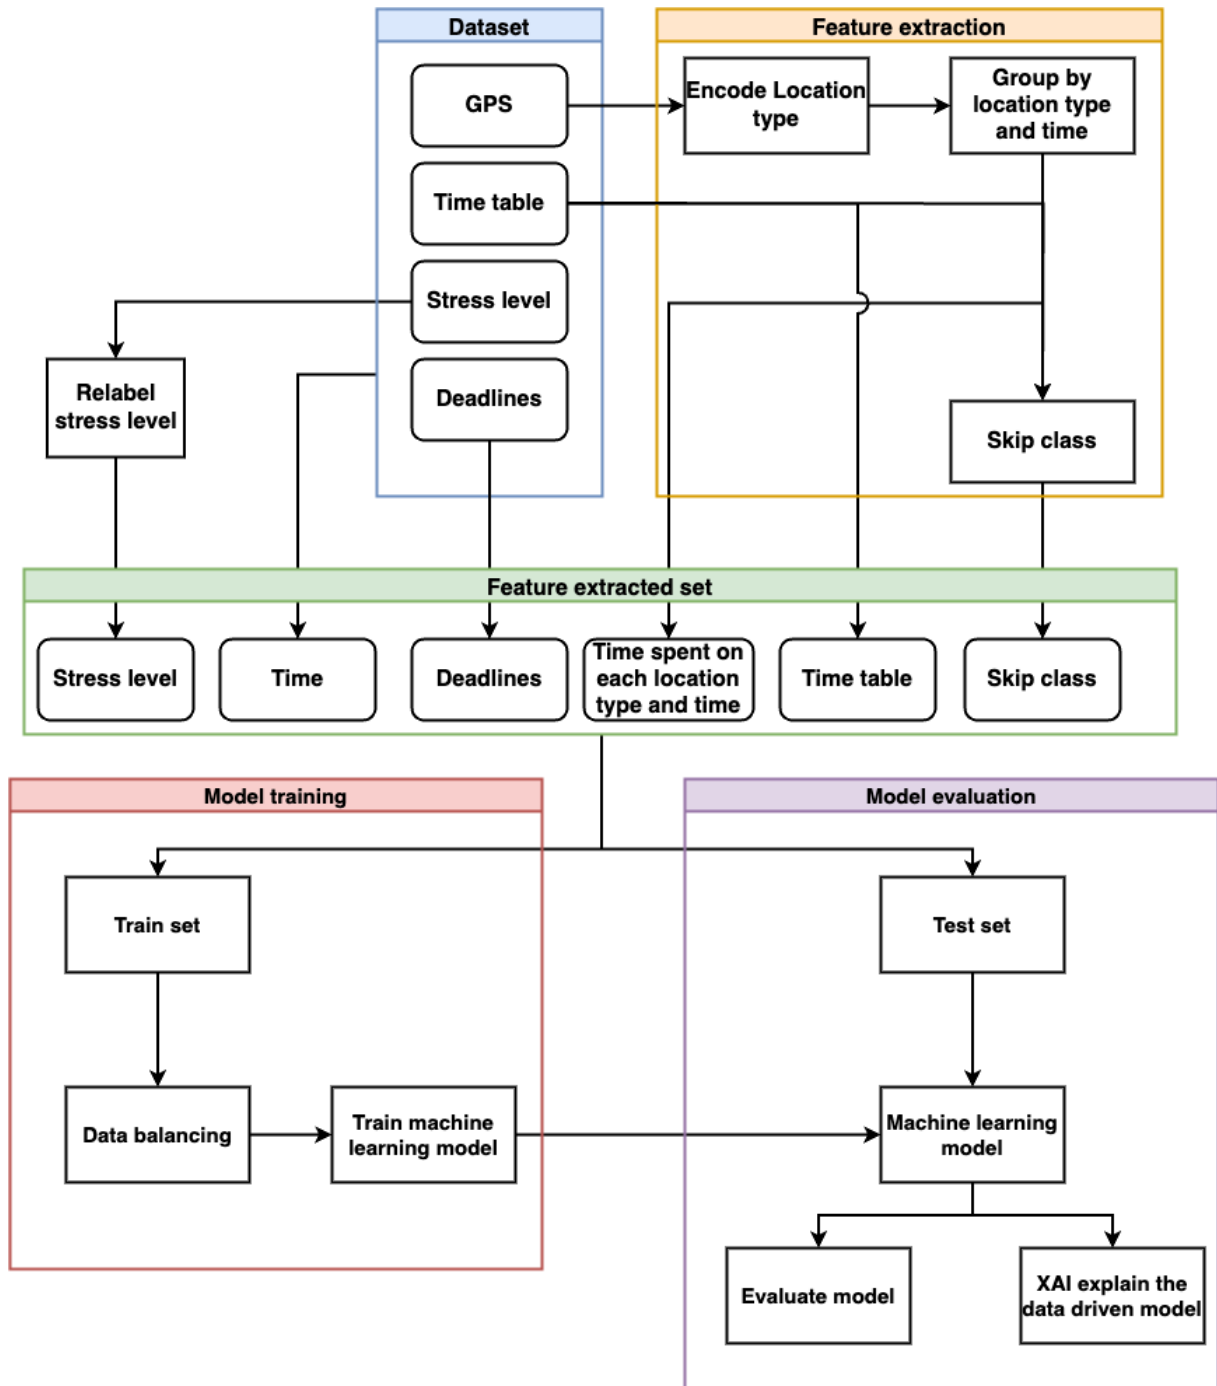 Dataset
Feature extraction
GPS
Encode Location
type
Group by
location type
and time
Time table
Stress level
Relabel
stress level
Deadlines
Skip class
Feature extracted set
Stress level
Time
Deadlines
Time spent on
each location
type and time
Time table
Skip class
Model training
Model evaluation
Train set
Test set
Data balancing
Train machine
learning model
Machine learning
model
Evaluate model
XAI explain the
data driven model